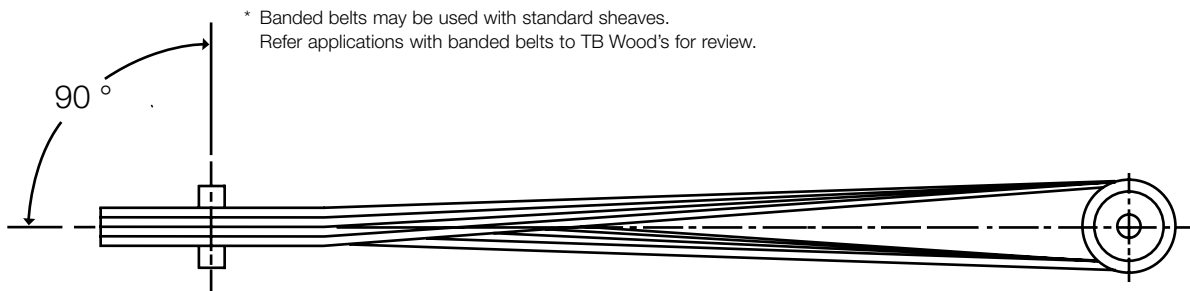 * Banded belts may be used with standard sheaves.
Refer applications with banded belts to TB Wood's for review.
90 °